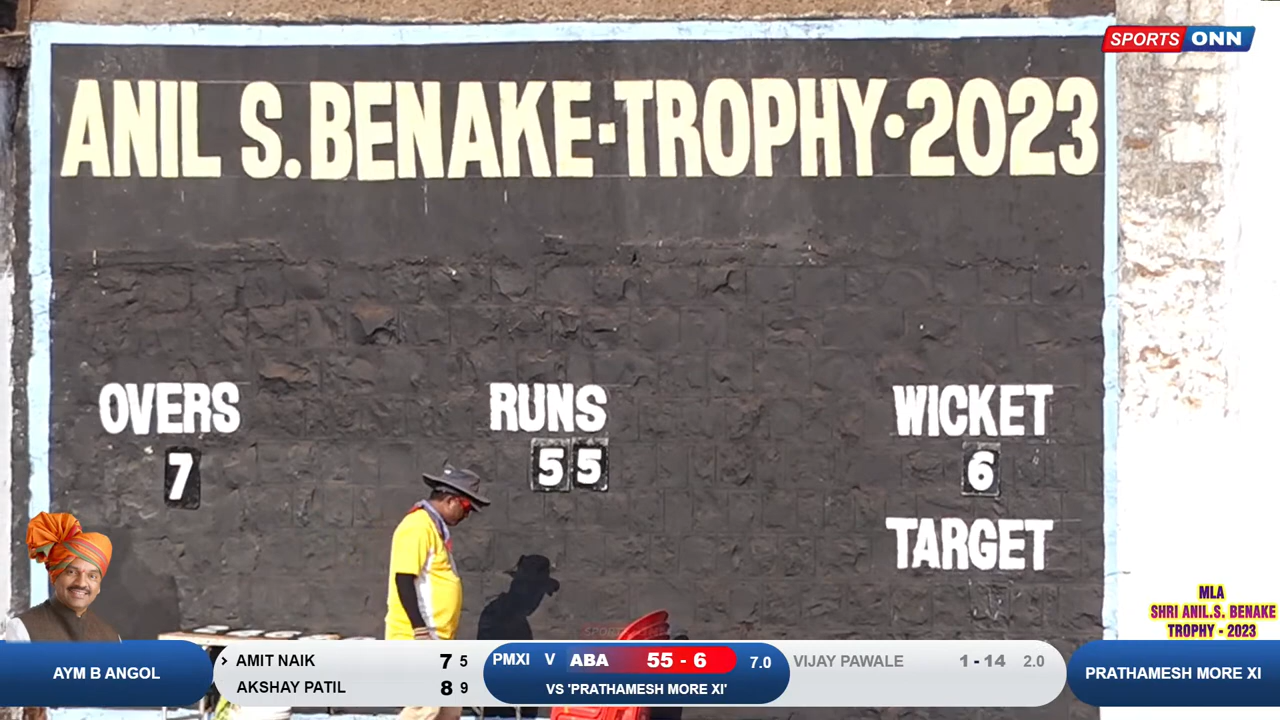 SPORTS ONN
ANIL S. BENAKE-TROPHY·2023
OVERS RUNS WICKET
7 55 6
TARGET
MLA
SHRI ANIL.S. BENAKE
TROPHY - 2023
AYM B ANGOL
› AMIT NAIK 7 5
AKSHAY PATIL 8 9
PMXI V ABA 55 - 6 7.0
VS 'PRATHAMESH MORE XI'
VIJAY PAWALE 1 - 14 2.0
PRATHAMESH MORE XI